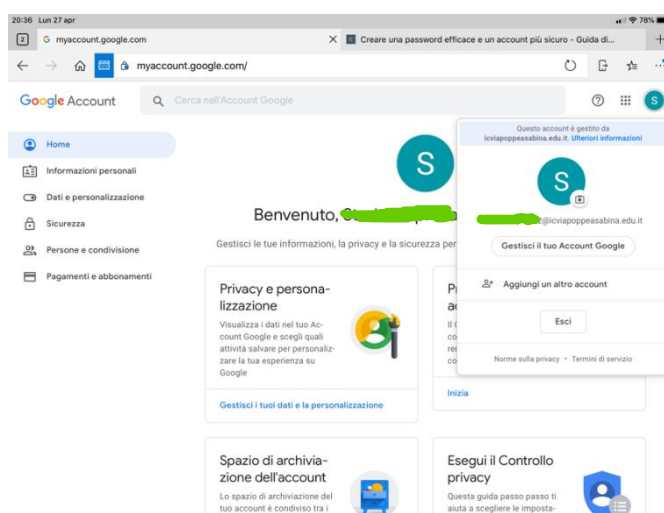 20:36 Lun 27 apr
78%
2
G myaccount.google.com
Creare una password efficace e un account più sicuro - Guida di...
myaccount.google.com/
Google Account
Cerca nell'Account Google
S
Home
Informazioni personali
Dati e personalizzazione
Sicurezza
Persone e condivisione
Pagamenti e abbonamenti
S
Benvenuto,
Gestisci le tue informazioni, la privacy e la sicurezza per
Privacy e persona-
lizzazione
Visualizza i dati nel tuo Ac-
count Google e scegli quali
attività salvare per personaliz-
zare la tua esperienza su
Google
Gestisci i tuoi dati e la personalizzazione
Inizia
Spazio di archivia-
zione dell'account
Lo spazio di archiviazione del
tuo account è condiviso tra i
Esegui il Controllo
privacy
Questa guida passo passo ti
aiuta a scegliere le imposta-
Questo account è gestito da
icviapoppeasabina.edu.it. Ulteriori informazioni
S
@icviapoppeasabina.edu.it
Gestisci il tuo Account Google
Aggiungi un altro account
Esci
Norme sulla privacy • Termini di servizio